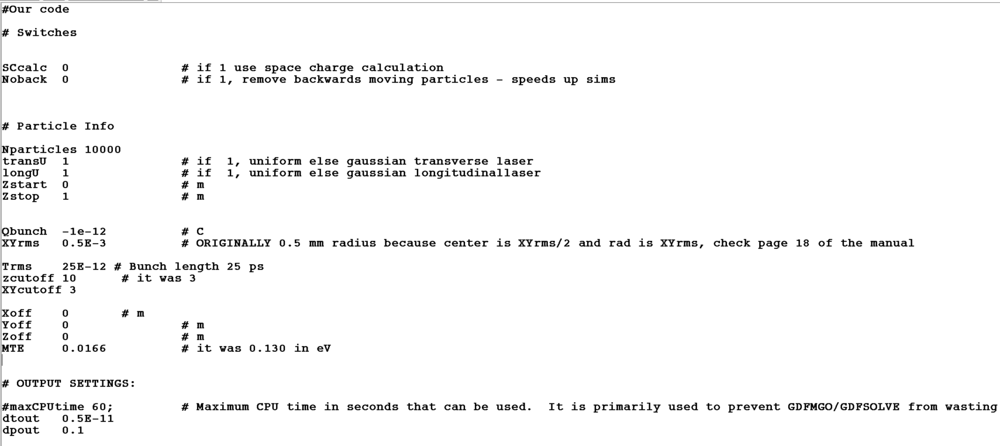 #Our code
# Switches
SCcalc 0 # if 1 use space charge calculation
Noback 0 # if 1, remove backwards moving particles - speeds up sims
# Particle Info
Nparticles 10000
transU 1 # if 1, uniform else gaussian transverse laser
longU 1 # if 1, uniform else gaussian longitudinallaser
Zstart 0 # m
Zstop 1 # m
Qbunch -1e-12 # C
XYrms 0.5E-3 # ORIGINALLY 0.5 mm radius because center is XYrms/2 and rad is XYrms, check page 18 of the manual
Trms 25E-12 # Bunch length 25 ps
zcutoff 10 # it was 3
XYcutoff 3
Xoff 0 # m
Yoff 0 # m
Zoff 0 # m
MTE 0.0166 # it was 0.130 in eV
# OUTPUT SETTINGS:
#maxCPUtime 60; # Maximum CPU time in seconds that can be used. It is primarily used to prevent GDFMGO/GDFSOLVE from wasting
dtout 0.5E-11
dpout 0.1